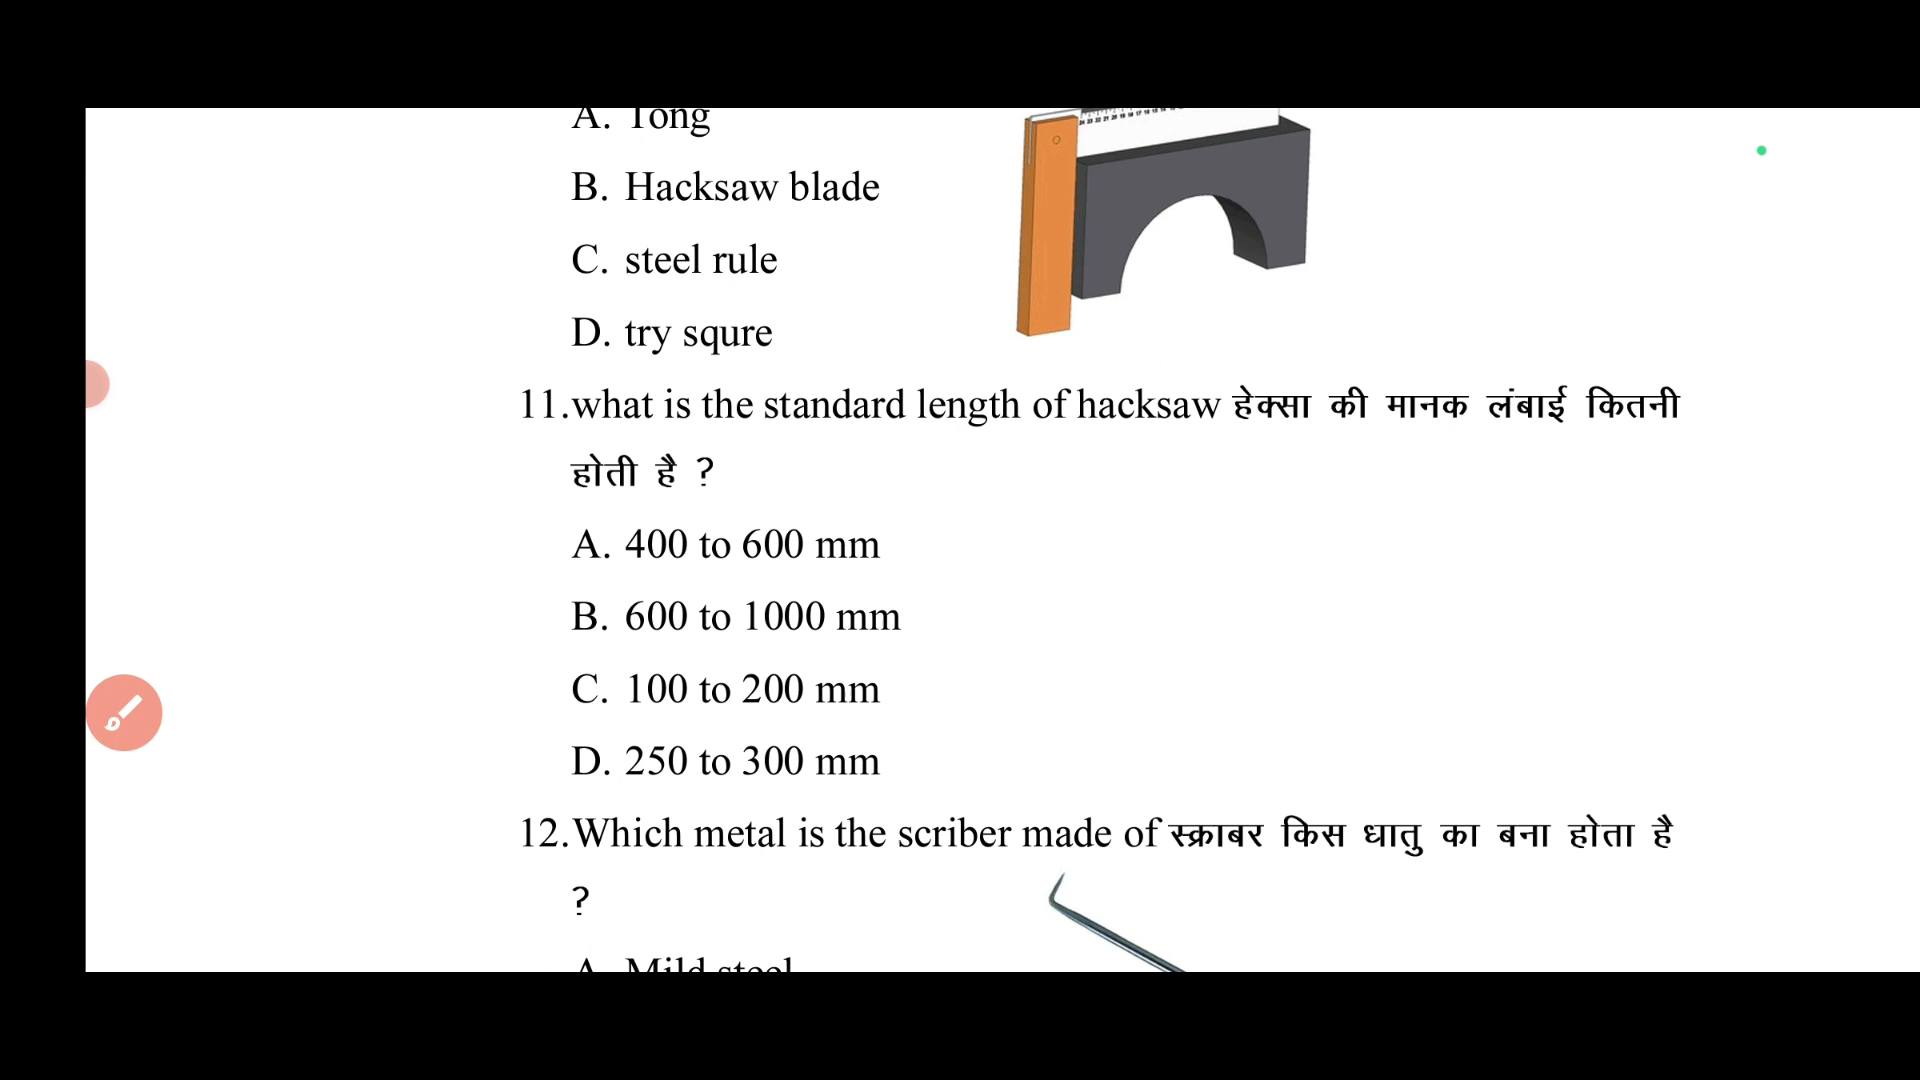 A. Tong
B. Hacksaw blade
C. steel rule
D. try squre
11.what is the standard length of hacksaw हेक्सा की मानक लंबाई कितनी
होती है ?
A. 400 to 600 mm
B. 600 to 1000 mm
C. 100 to 200 mm
D. 250 to 300 mm
12.Which metal is the scriber made of स्क्राबर किस धातु का बना होता है
?
A. Mild steel